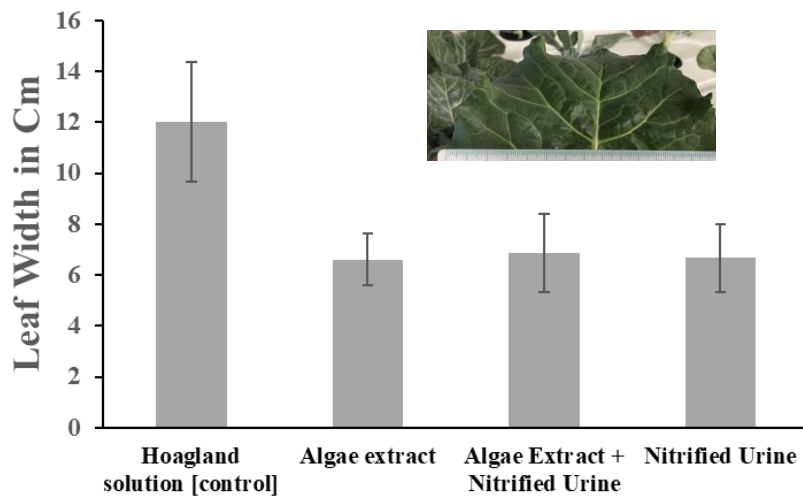 Leaf Width in Cm
16
14
12
10
8
6
4
2
0
Hoagland
solution [control]
Algae extract
Algae Extract +
Nitrified Urine
Nitrified Urine